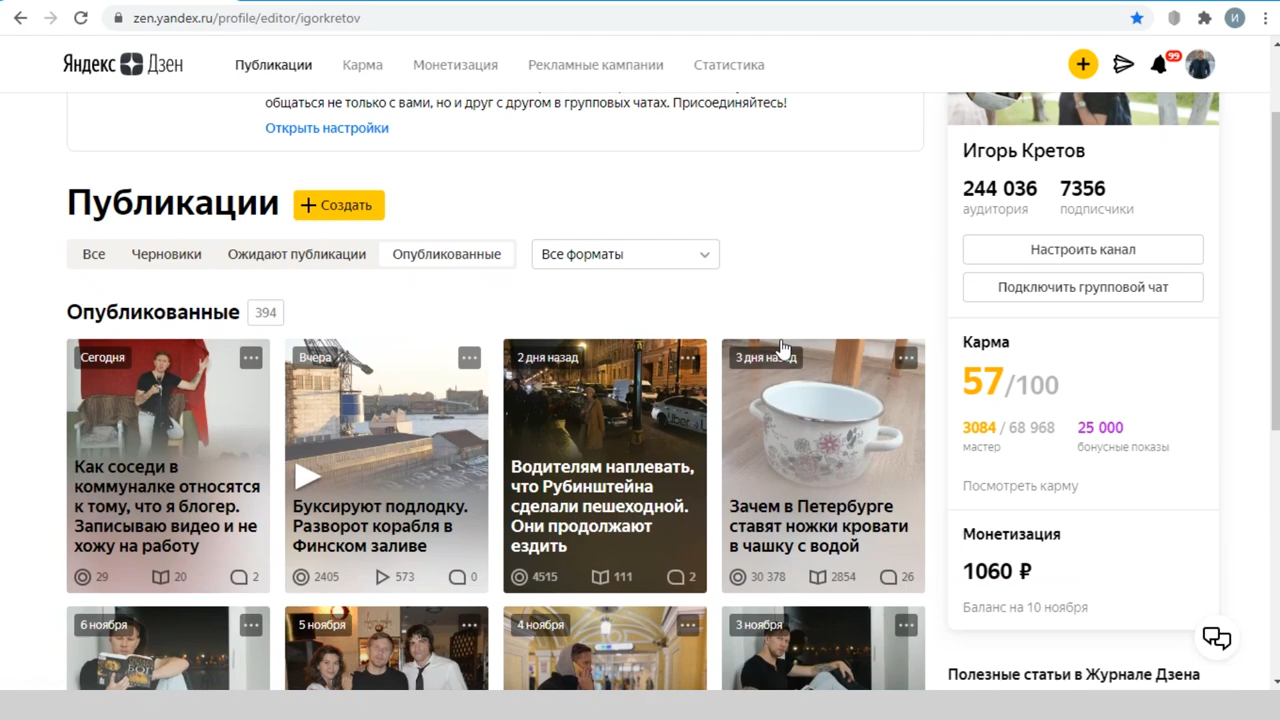 zen.yandex.ru/profile/editor/igorkretov
И
Яндекс Дзен
Публикации
Карма
Монетизация
Рекламные кампании
Статистика
99
общаться не только с вами, но и друг с другом в групповых чатах. Присоединяйтесь!
Открыть настройки
Публикации
Создать
Все
Черновики
Ожидают публикации
Опубликованные
Все форматы
Опубликованные 394
Сегодня
Как соседи в
коммуналке относятся
к тому, что я блогер.
Записываю видео и не
хожу на работу
29 20 2
Вчера
Буксируют подлодку.
Разворот корабля в
Финском заливе
2405 573 0
2 дня назад
Водителям наплевать,
что Рубинштейна
сделали пешеходной.
Они продолжают
ездить
4515 111 2
3 дня назад
Зачем в Петербурге
ставят ножки кровати
в чашку с водой
30 378 2854 26
6 ноября
5 ноября
4 ноября
3 ноября
Игорь Кретов
244 036 7356
аудитория подписчики
Настроить канал
Подключить групповой чат
Карма
57/100
3084 / 68 968 25 000
мастер бонусные показы
Посмотреть карму
Монетизация
1060 ₽
Баланс на 10 ноября
Полезные статьи в Журнале Дзена